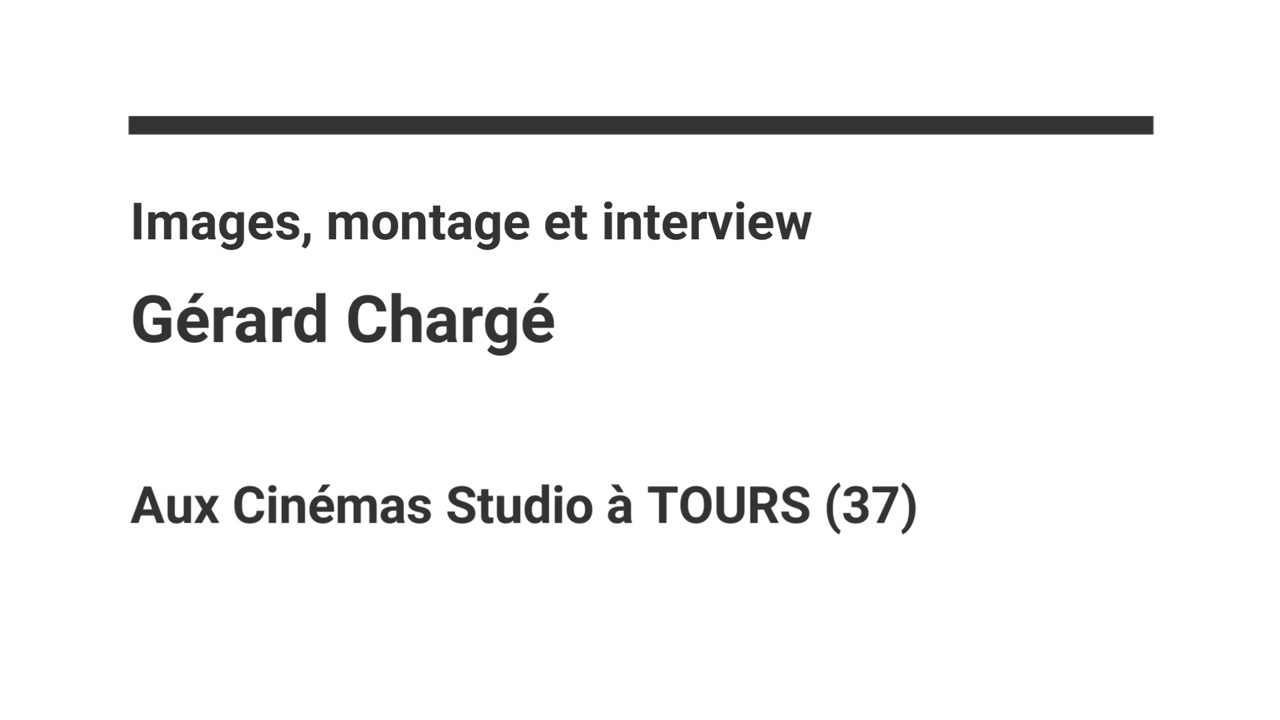 Images, montage et interview
Gérard Chargé
Aux Cinémas Studio à TOURS (37)